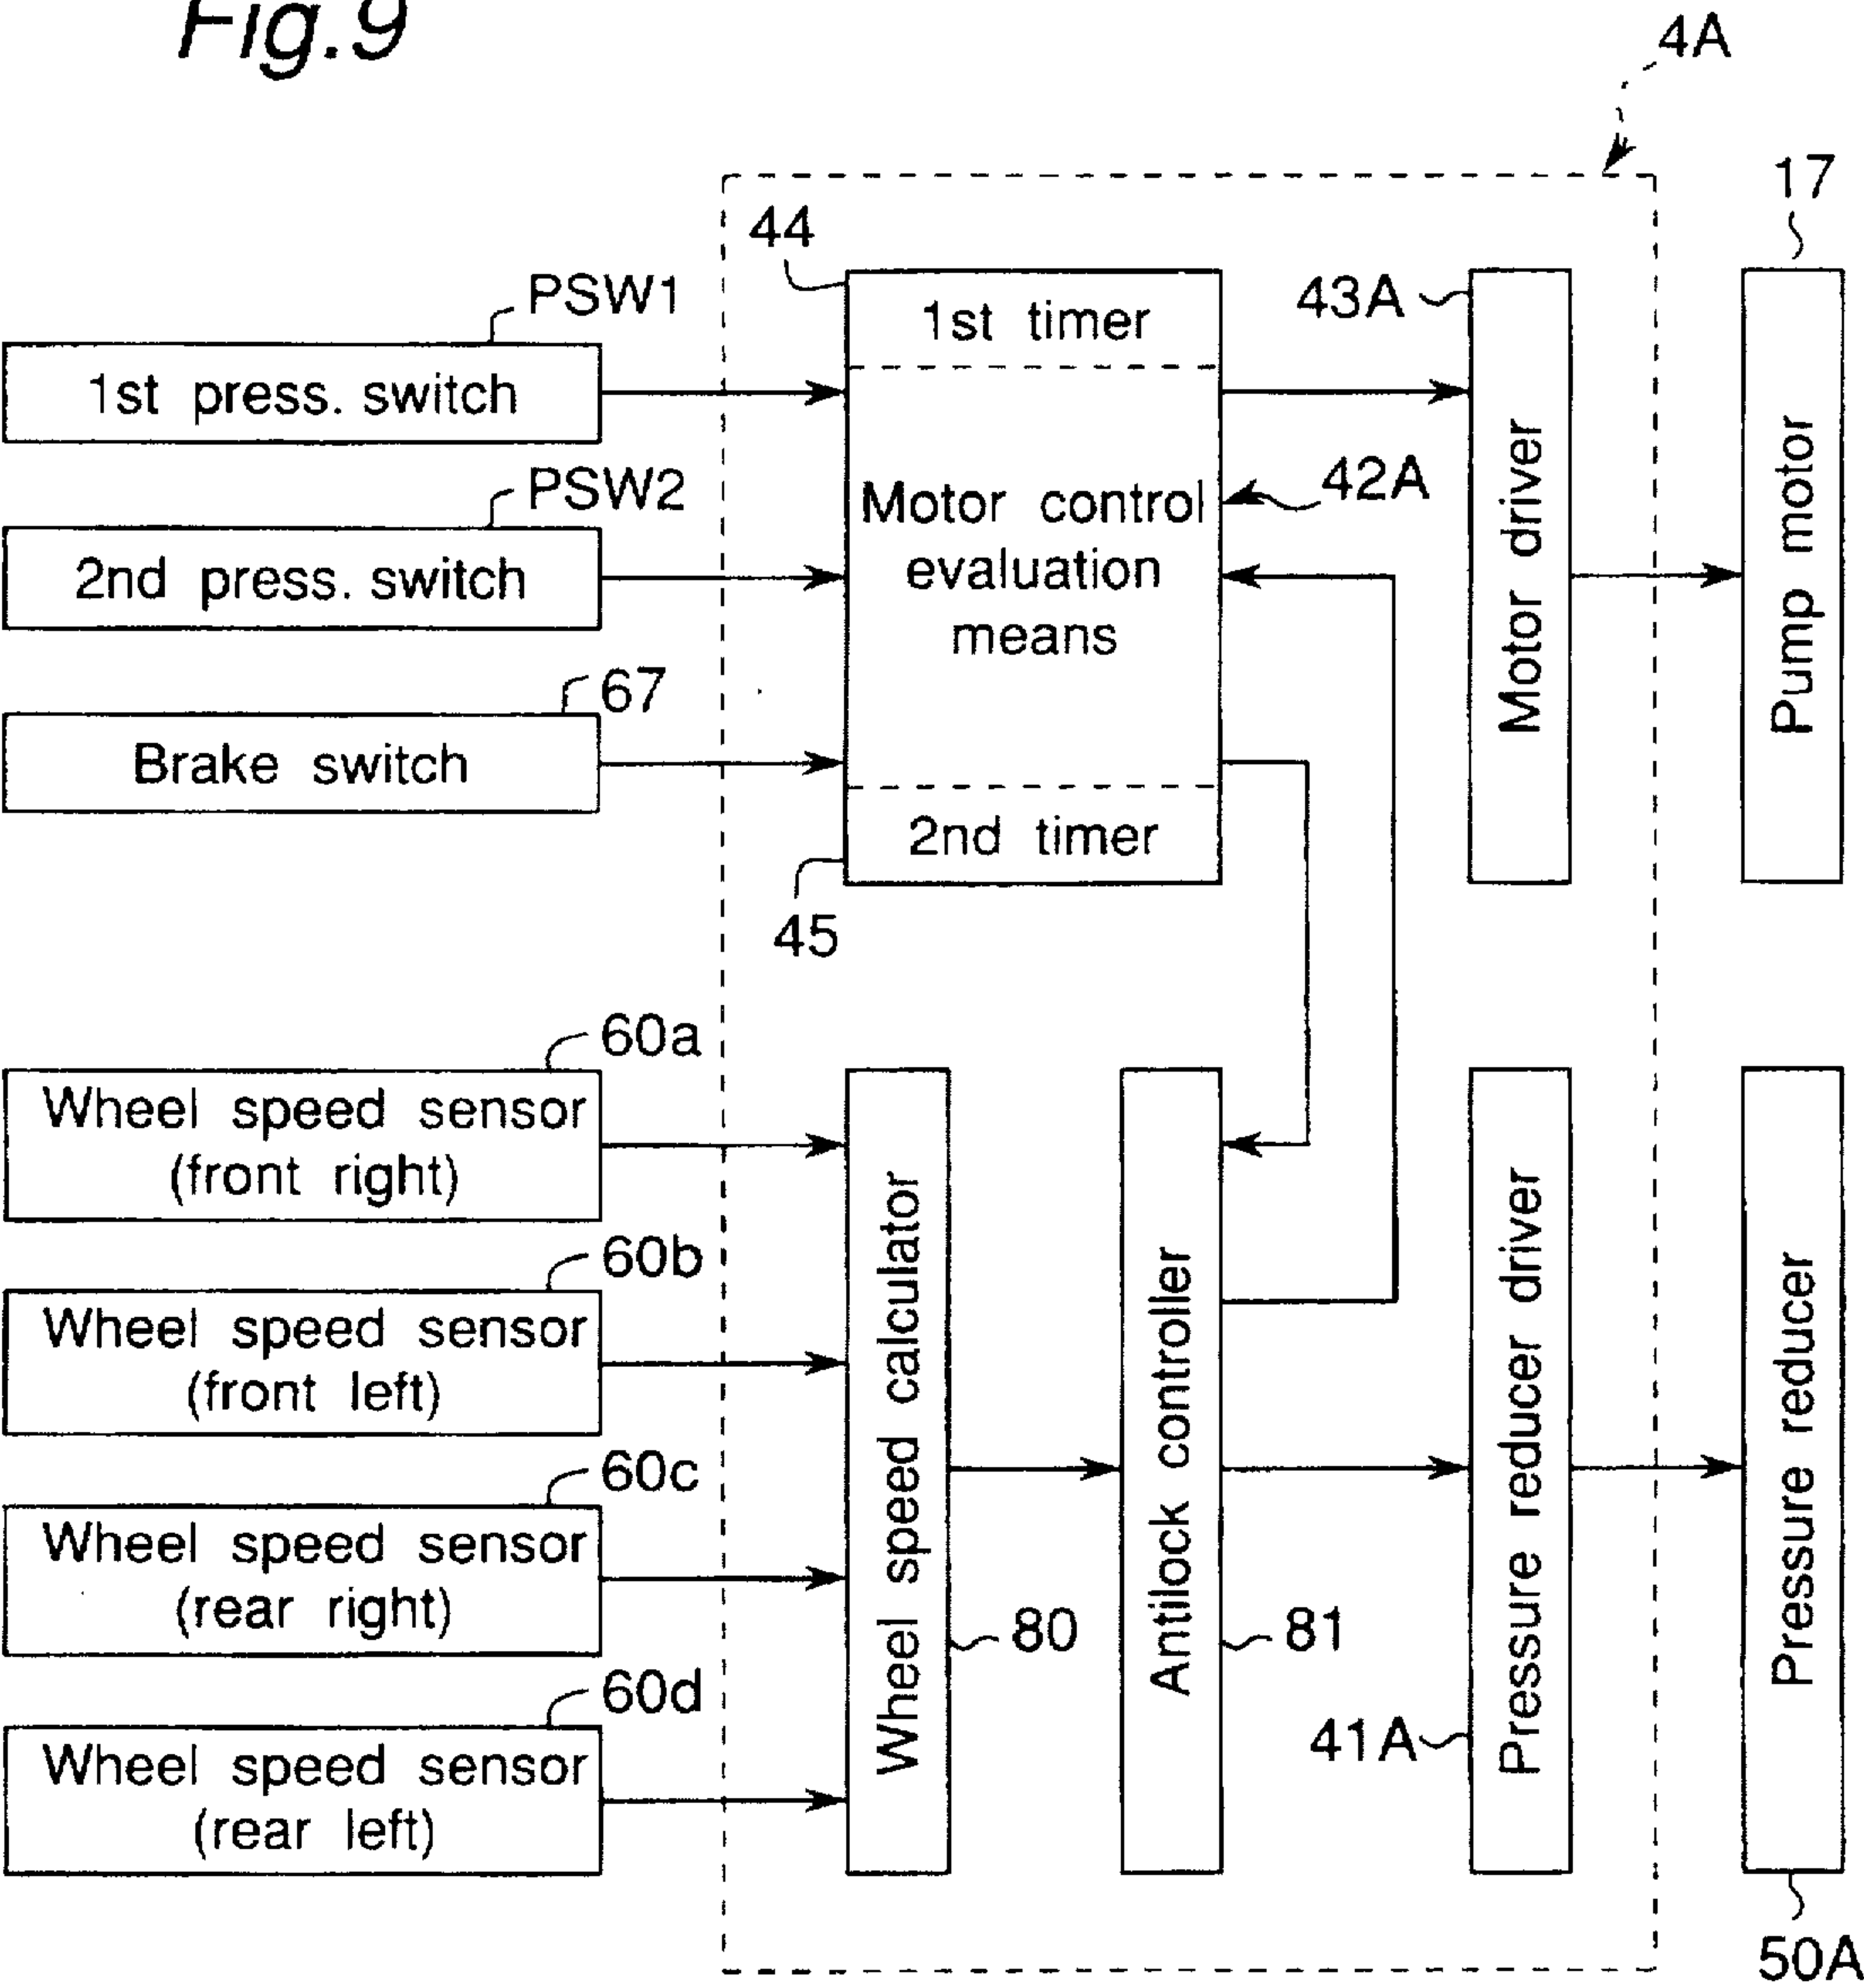 Fig.9
4A
17
44
PSW1
1st press. switch
1st timer
43A
PSW2
2nd press. switch
Motor control
evaluation
means
42A
Motor driver
Pump motor
67
Brake switch
2nd timer
45
60a
Wheel speed sensor
(front right)
60b
Wheel speed sensor
(front left)
60c
Wheel speed sensor
(rear right)
60d
Wheel speed sensor
(rear left)
Wheel speed calculator
80
Antilock controller
81
Pressure reducer driver
41A
Pressure reducer
50A